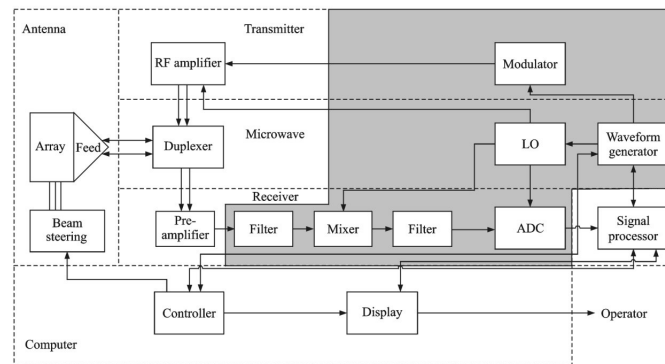 Antenna
Transmitter
RF amplifier
Modulator
Microwave
Array
Feed
Duplexer
LO
Waveform
generator
Receiver
Beam
steering
Pre-
amplifier
Filter
Mixer
Filter
ADC
Signal
processor
Controller
Display
Operator
Computer